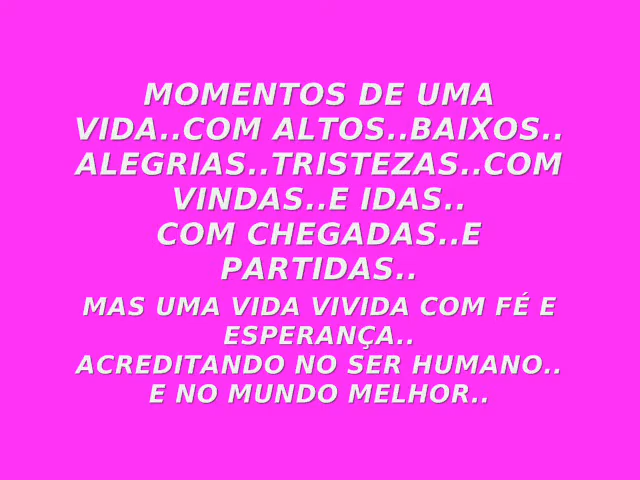 MOMENTOS DE UMA
VIDA..COM ALTOS..BAIXOS..
ALEGRIAS..TRISTEZAS..COM
VINDAS..E IDAS..
COM CHEGADAS..E
PARTIDAS..
MAS UMA VIDA VIVIDA COM FÉ E
ESPERANÇA..
ACREDITANDO NO SER HUMANO..
E NO MUNDO MELHOR..